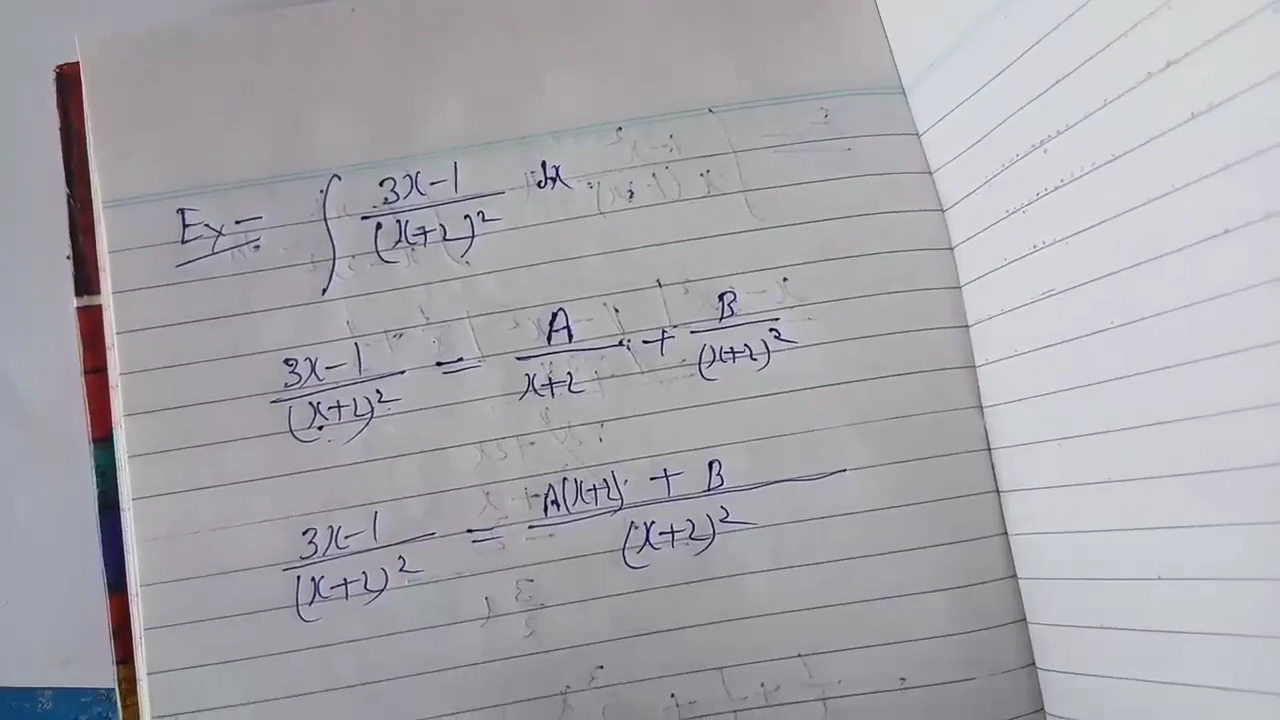 Ex= ∫ 3x-1/(x+2)² dx
3x-1/(x+2)² = A/x+2 + B/(x+2)²
3x-1/(x+2)² = A(x+2) + B/(x+2)²